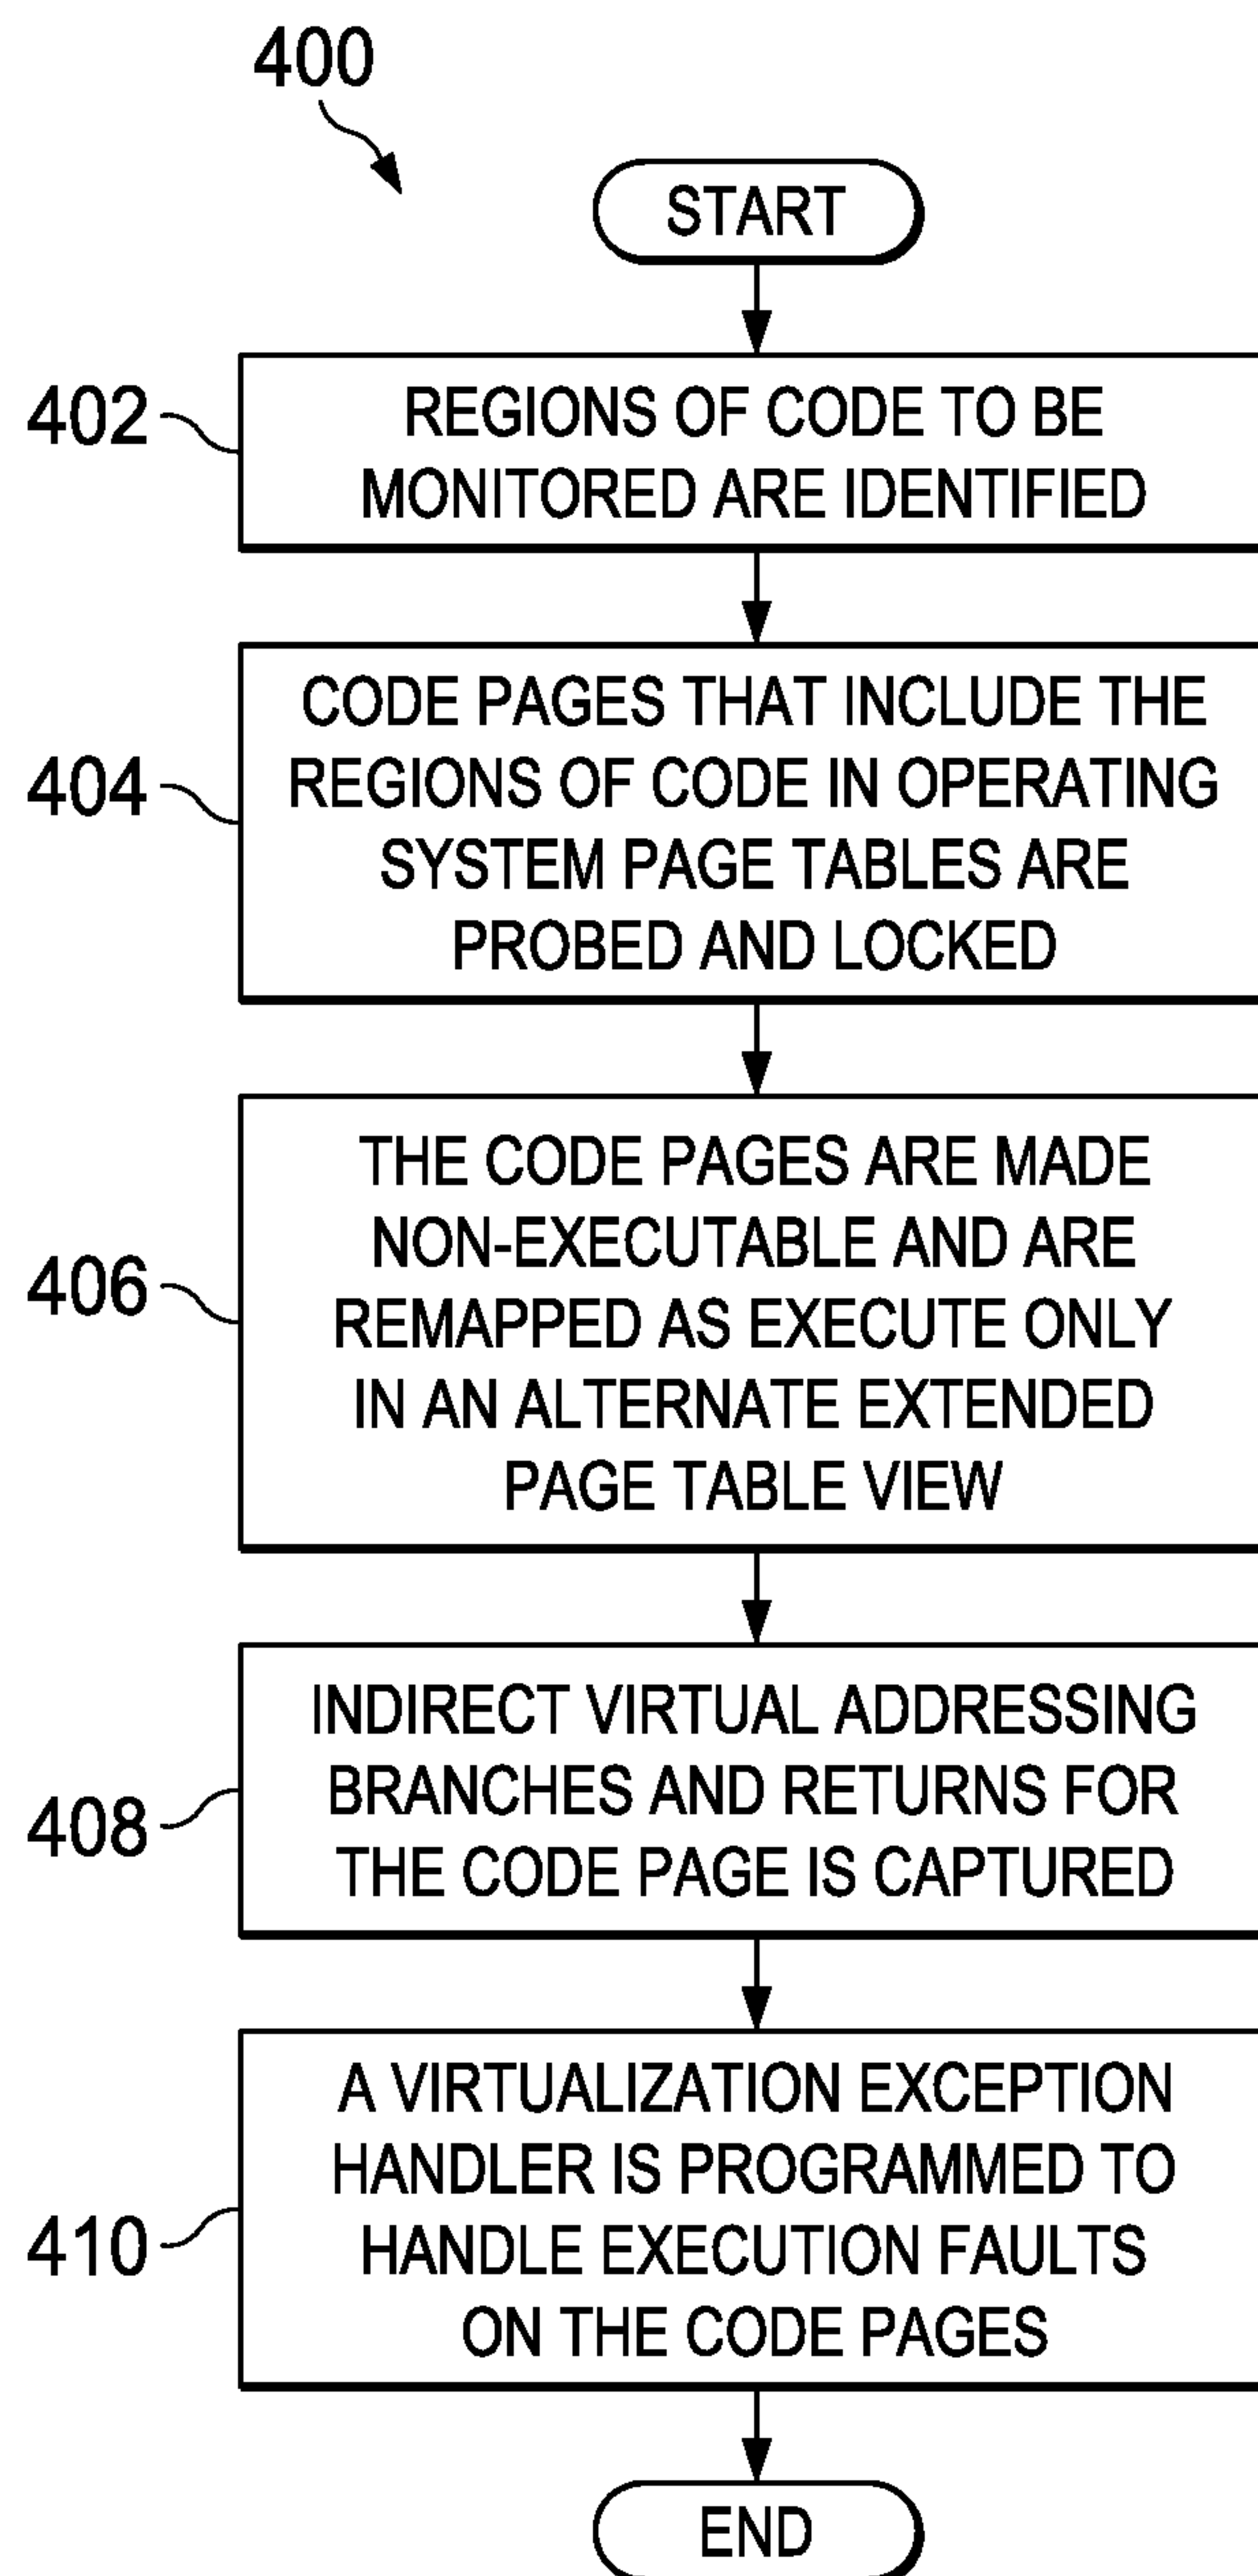 400
START
402
REGIONS OF CODE TO BE
MONITORED ARE IDENTIFIED
404
CODE PAGES THAT INCLUDE THE
REGIONS OF CODE IN OPERATING
SYSTEM PAGE TABLES ARE
PROBED AND LOCKED
406
THE CODE PAGES ARE MADE
NON-EXECUTABLE AND ARE
REMAPPED AS EXECUTE ONLY
IN AN ALTERNATE EXTENDED
PAGE TABLE VIEW
408
INDIRECT VIRTUAL ADDRESSING
BRANCHES AND RETURNS FOR
THE CODE PAGE IS CAPTURED
410
A VIRTUALIZATION EXCEPTION
HANDLER IS PROGRAMMED TO
HANDLE EXECUTION FAULTS
ON THE CODE PAGES
END